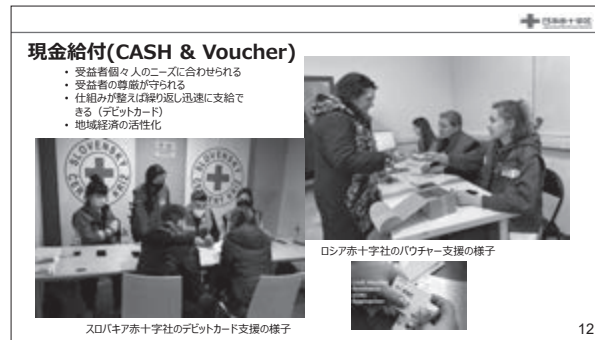 日本赤十字社
現金給付(CASH & Voucher)
• 受益者個々人のニーズに合わせられる
• 受益者の尊厳が守られる
• 仕組みが整えば繰り返し迅速に支給で
きる（デビットカード）
• 地域経済の活性化
SLOVENSKÝ
ČERVENÝ KRÍŽ
ロシア赤十字社のバウチャー支援の様子
スロバキア赤十字社のデビットカード支援の様子
12